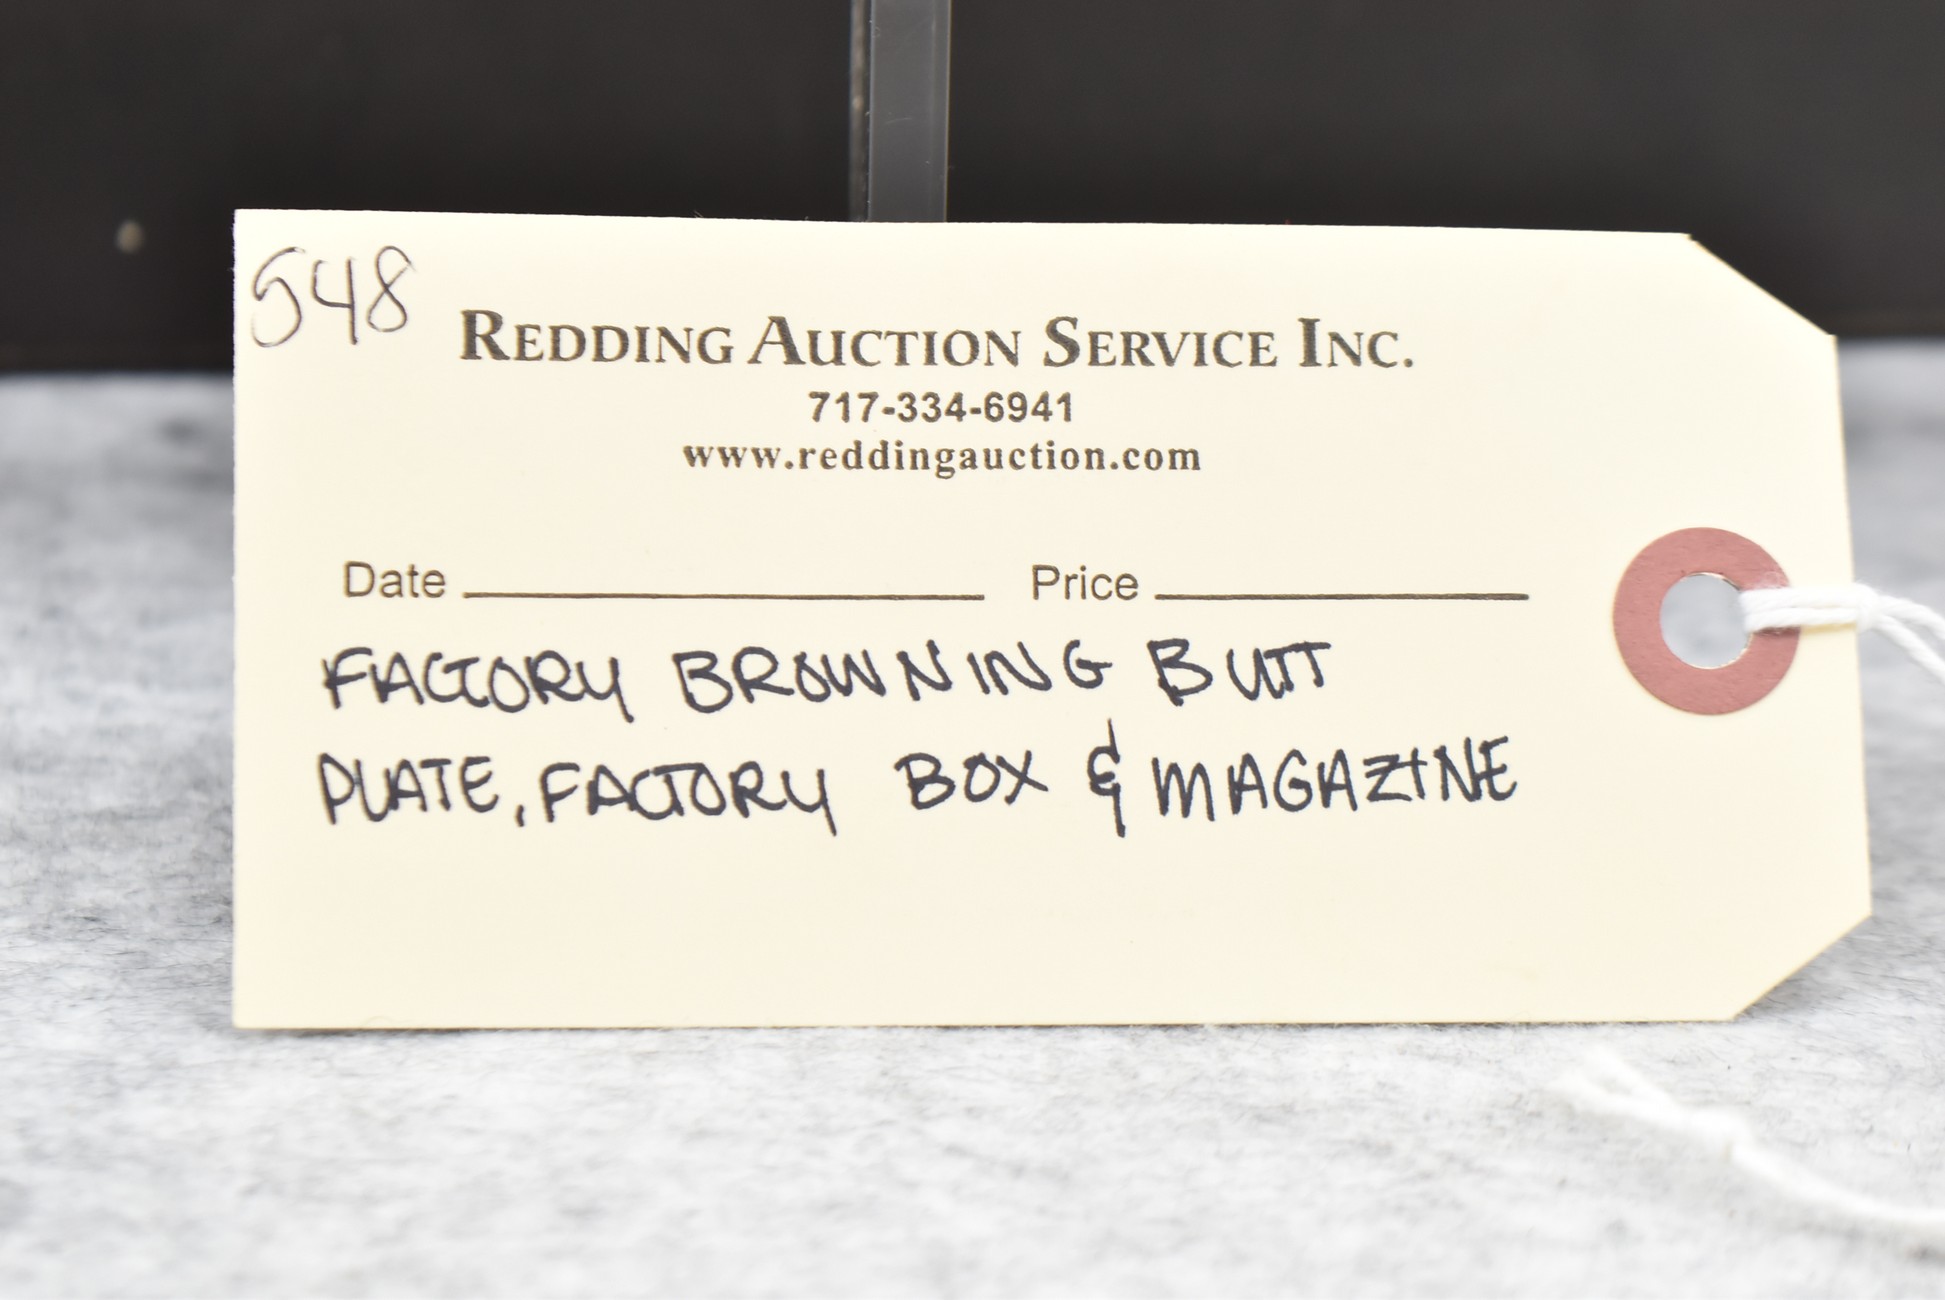 548
REDDING AUCTION SERVICE INC.
717-334-6941
www.reddingauction.com
Date Price
FACTORY BROWNING BUTT
PLATE, FACTORY BOX & MAGAZINE